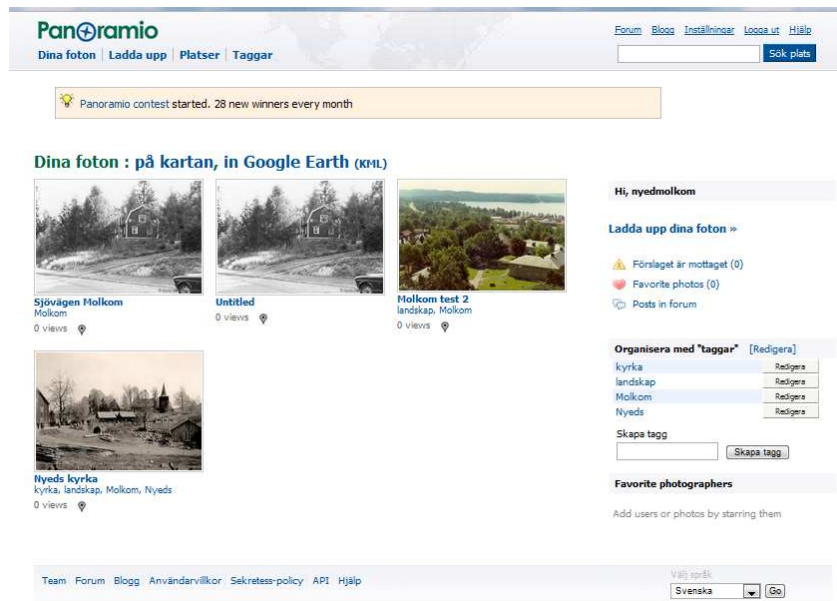 Panoramio
Forum Blogg Inställningar Logga ut Hjälp
Dina foton Ladda upp Platser Taggar
Sök plats
Panoramio contest started. 28 new winners every month
Dina foton : på kartan, in Google Earth (KML)
Sjövägen Molkom
Molkom
0 views
Untitled
0 views
Molkom test 2
landskap, Molkom
0 views
Nyeds kyrka
kyrka, landskap, Molkom, Nyeds
0 views
Hi, nyedmolkom
Ladda upp dina foton »
Förslaget är mottaget (0)
Favorite photos (0)
Posts in forum
Organisera med "taggar" [Redigera]
kyrka Redigera
landskap Redigera
Molkom Redigera
Nyeds Redigera
Skapa tagg
Skapa tagg
Favorite photographers
Add users or photos by starring them
Team Forum Blogg Användarvillkor Sekretess-policy API Hjälp
Välj språk
Svenska Go